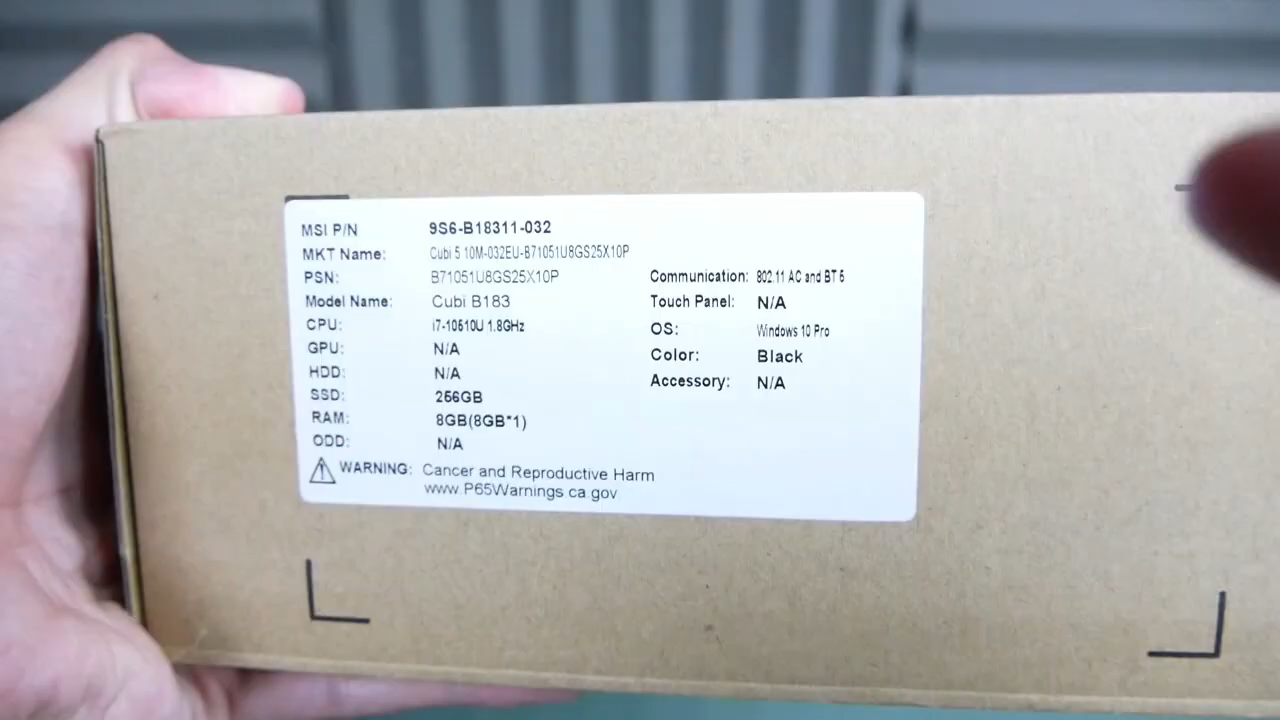 MSI P/N 9S6-B18311-032
MKT Name: Cubi 5 10M-032EU-B71051U8GS25X10P
PSN: B71051U8GS25X10P
Model Name: Cubi B183
CPU: i7-10510U 1.8GHz
GPU: N/A
HDD: N/A
SSD: 256GB
RAM: 8GB(8GB*1)
ODD: N/A
Communication: 802.11 AC and BT 5
Touch Panel: N/A
OS: Windows 10 Pro
Color: Black
Accessory: N/A
WARNING: Cancer and Reproductive Harm
www.P65Warnings.ca.gov